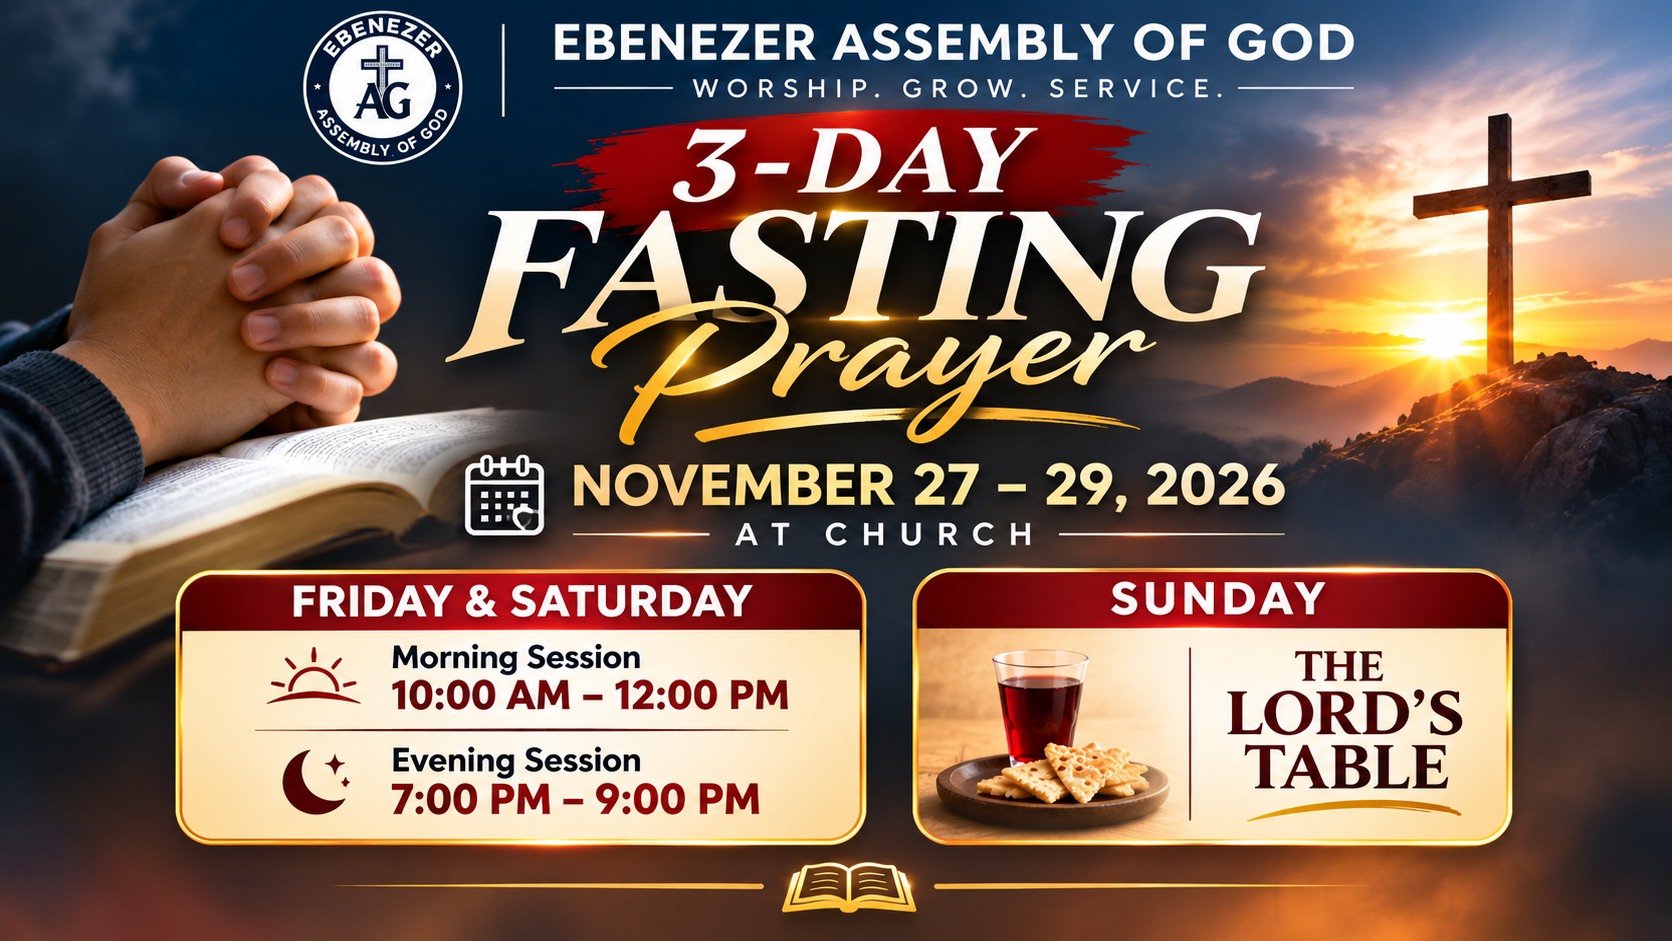 EBENEZER
AG
ASSEMBLY OF GOD
EBENEZER ASSEMBLY OF GOD
WORSHIP. GROW. SERVICE.
3-DAY
FASTING
Prayer
NOVEMBER 27 – 29, 2026
AT CHURCH
FRIDAY & SATURDAY
Morning Session
10:00 AM – 12:00 PM
Evening Session
7:00 PM – 9:00 PM
SUNDAY
THE
LORD'S
TABLE